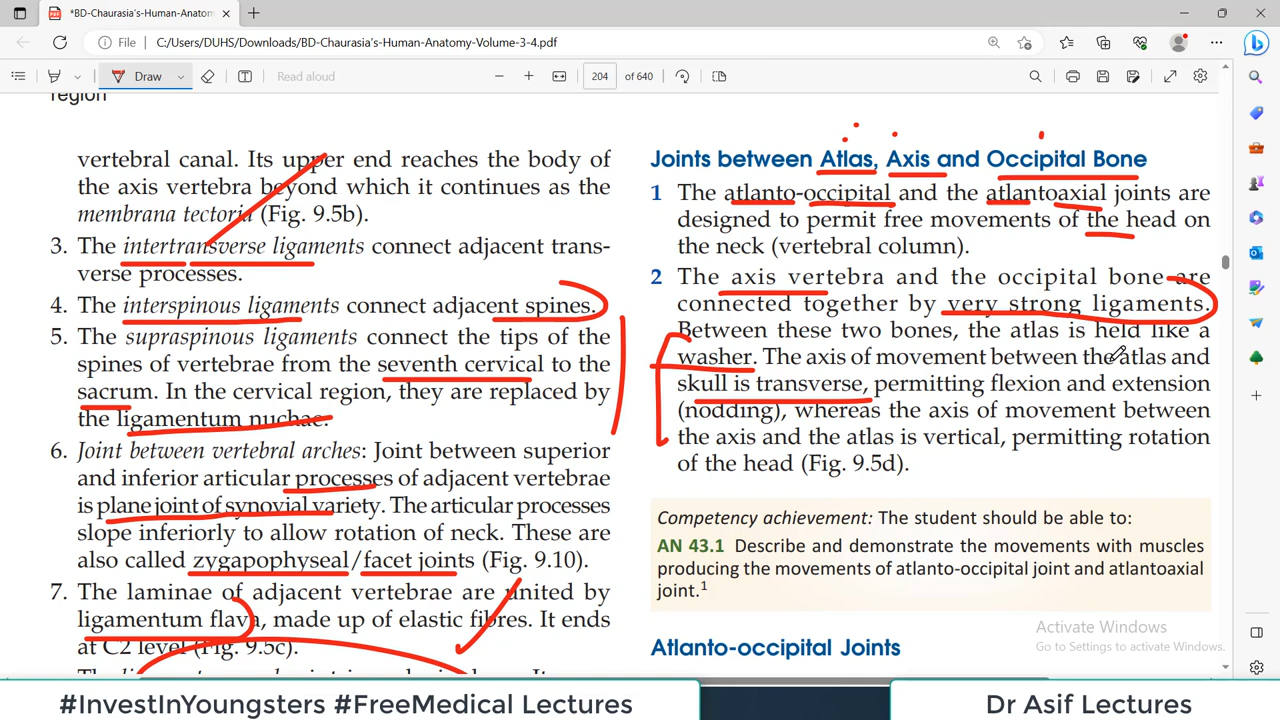 *BD-Chaurasia's-Human-Anatom
File
C:/Users/DUHS/Downloads/BD-Chaurasia's-Human-Anatomy-Volume-3-4.pdf
Draw
Read aloud
204
of 640
region
vertebral canal. Its upper end reaches the body of
the axis vertebra beyond which it continues as the
membrana tectoria (Fig. 9.5b).
3. The intertransverse ligaments connect adjacent trans-
verse processes.
4. The interspinous ligaments connect adjacent spines.
5. The supraspinous ligaments connect the tips of the
spines of vertebrae from the seventh cervical to the
sacrum. In the cervical region, they are replaced by
the ligamentum nuchae.
6. Joint between vertebral arches: Joint between superior
and inferior articular processes of adjacent vertebrae
is plane joint of synovial variety. The articular processes
slope inferiorly to allow rotation of neck. These are
also called zygapophyseal/facet joints (Fig. 9.10).
7. The laminae of adjacent vertebrae are united by
ligamentum flava, made up of elastic fibres. It ends
at C2 level (Fig. 9.5c).
Joints between Atlas, Axis and Occipital Bone
1 The atlanto-occipital and the atlantoaxial joints are
designed to permit free movements of the head on
the neck (vertebral column).
2 The axis vertebra and the occipital bone are
connected together by very strong ligaments.
Between these two bones, the atlas is held like a
washer. The axis of movement between the atlas and
skull is transverse, permitting flexion and extension
(nodding), whereas the axis of movement between
the axis and the atlas is vertical, permitting rotation
of the head (Fig. 9.5d).
Competency achievement: The student should be able to:
AN 43.1 Describe and demonstrate the movements with muscles
producing the movements of atlanto-occipital joint and atlantoaxial
joint.1
Atlanto-occipital Joints
Activate Windows
Go to Settings to activate Windows.
#InvestInYoungsters #FreeMedical Lectures
Dr Asif Lectures